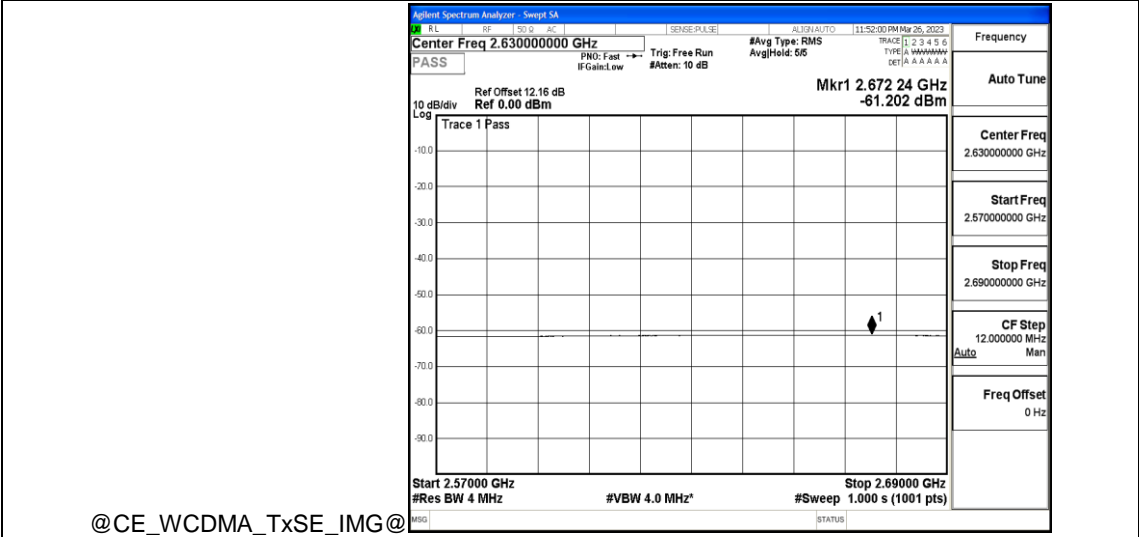 Agilent Spectrum Analyzer - Swept SA
RL RF 50 Ω AC SENSE:PULSE ALIGNAUTO 11:52:00 PM Mar 26, 2023
Center Freq 2.630000000 GHz
PASS
PNO: Fast
IFGain:Low
Trig: Free Run
#Atten: 10 dB
#Avg Type: RMS
Avg|Hold: 5/5
TRACE 1 2 3 4 5 6
TYPE A WWWWW
DET A A A A A A
Mkr1 2.672 24 GHz
-61.202 dBm
Ref Offset 12.16 dB
10 dB/div Ref 0.00 dBm
Log
Trace 1 Pass
-10.0
-20.0
-30.0
-40.0
-50.0
1
-60.0
-70.0
-80.0
-90.0
Start 2.57000 GHz Stop 2.69000 GHz
#Res BW 4 MHz #VBW 4.0 MHz* #Sweep 1.000 s (1001 pts)
MSG STATUS
Frequency
Auto Tune
Center Freq
2.630000000 GHz
Start Freq
2.570000000 GHz
Stop Freq
2.690000000 GHz
CF Step
12.000000 MHz
Auto Man
Freq Offset
0 Hz
@CE_WCDMA_TxSE_IMG@